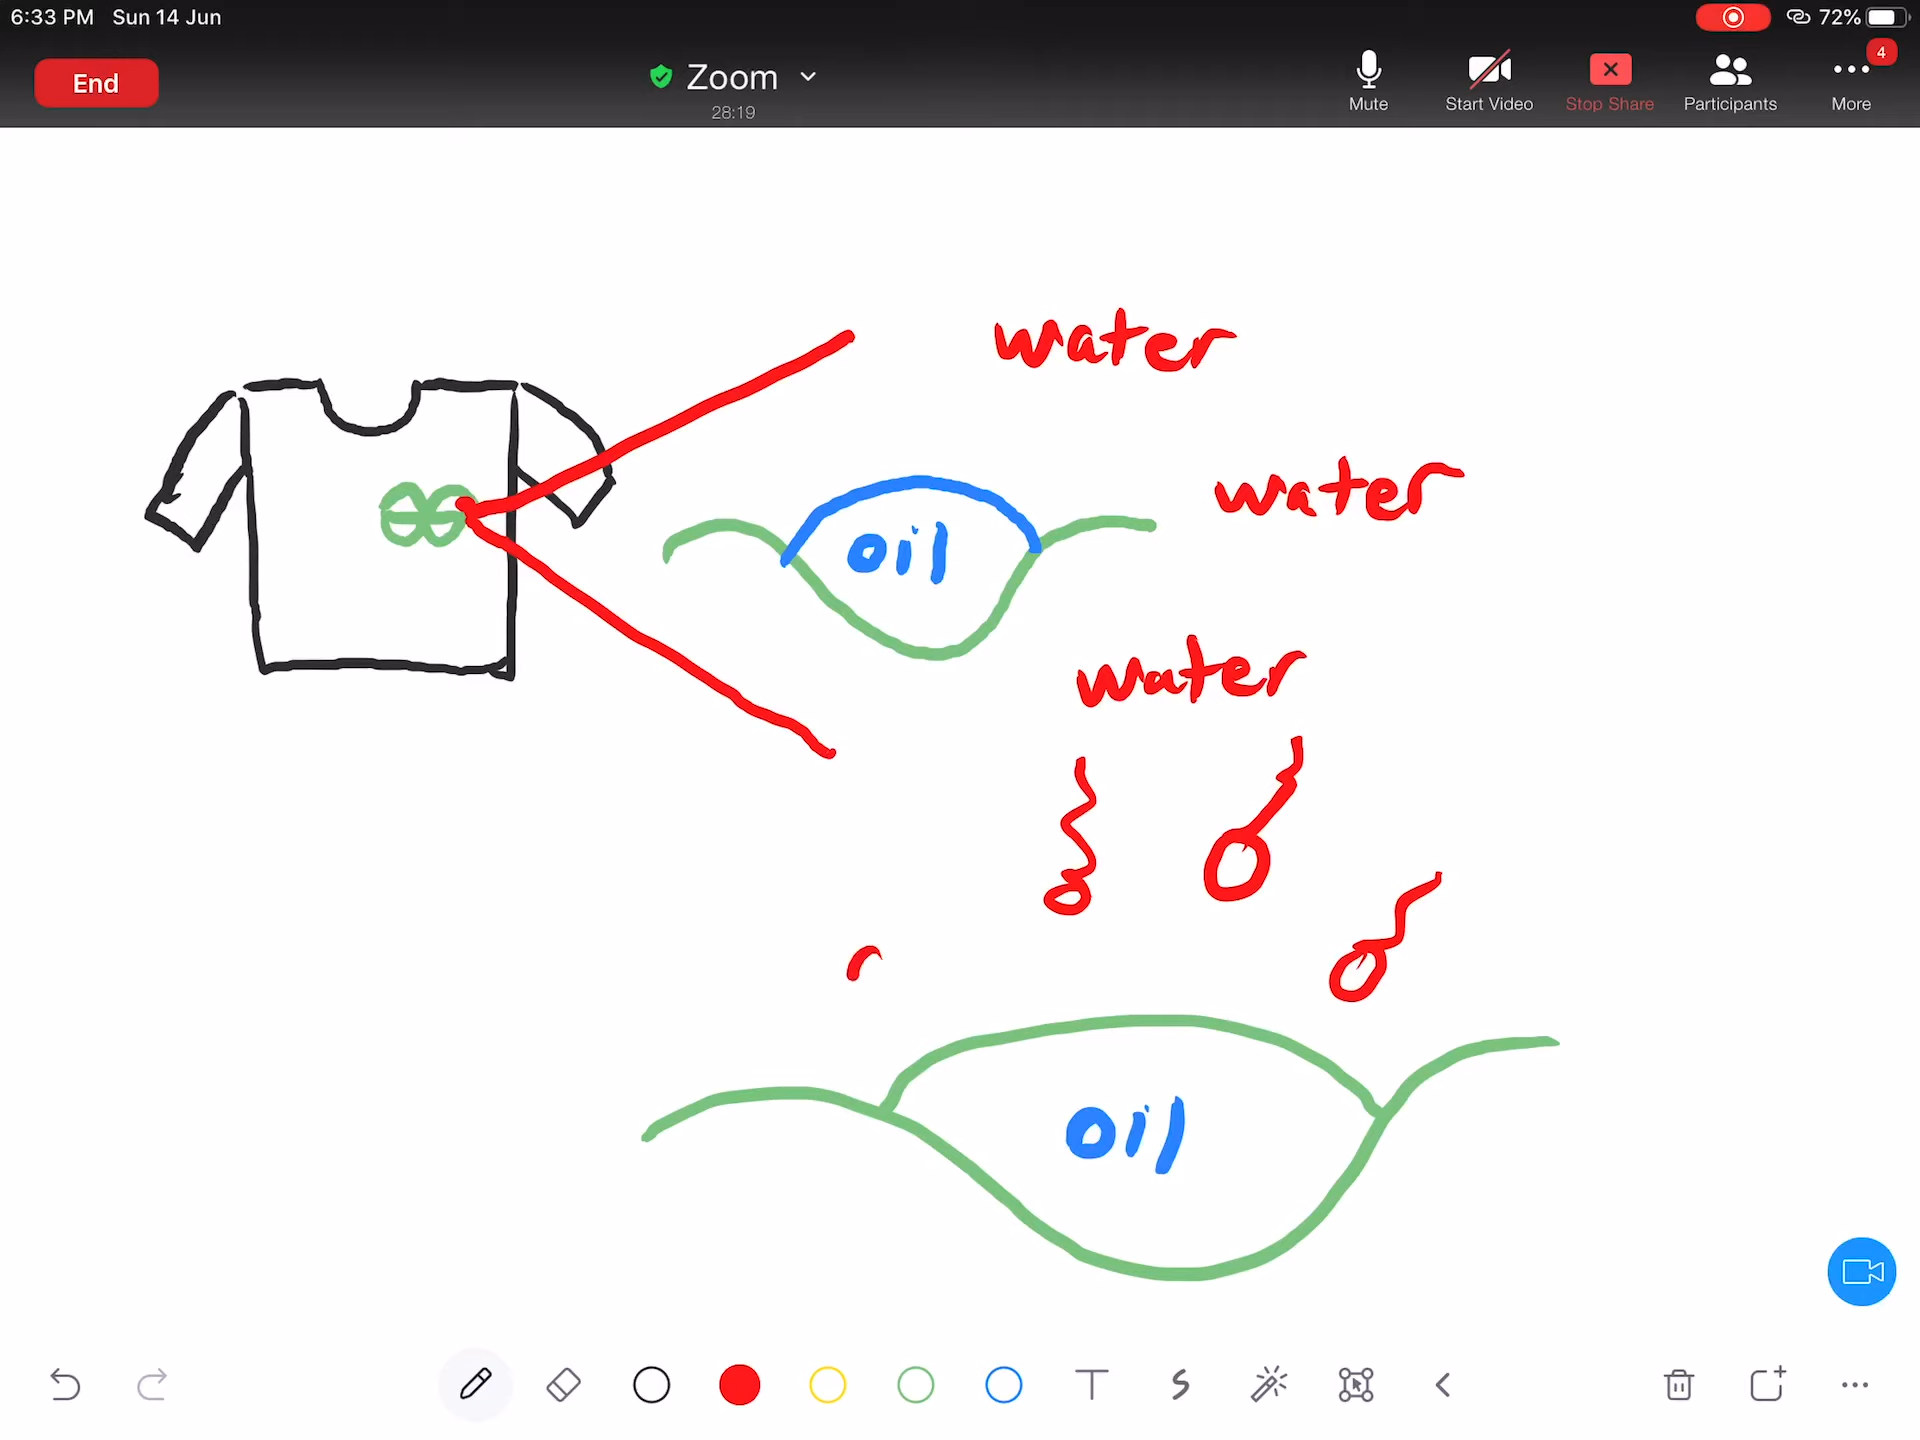 6:33 PM Sun 14 Jun
72%
End
Zoom
28:19
Mute
Start Video
Stop Share
Participants
More
4
water
water
oil
water
oil
T